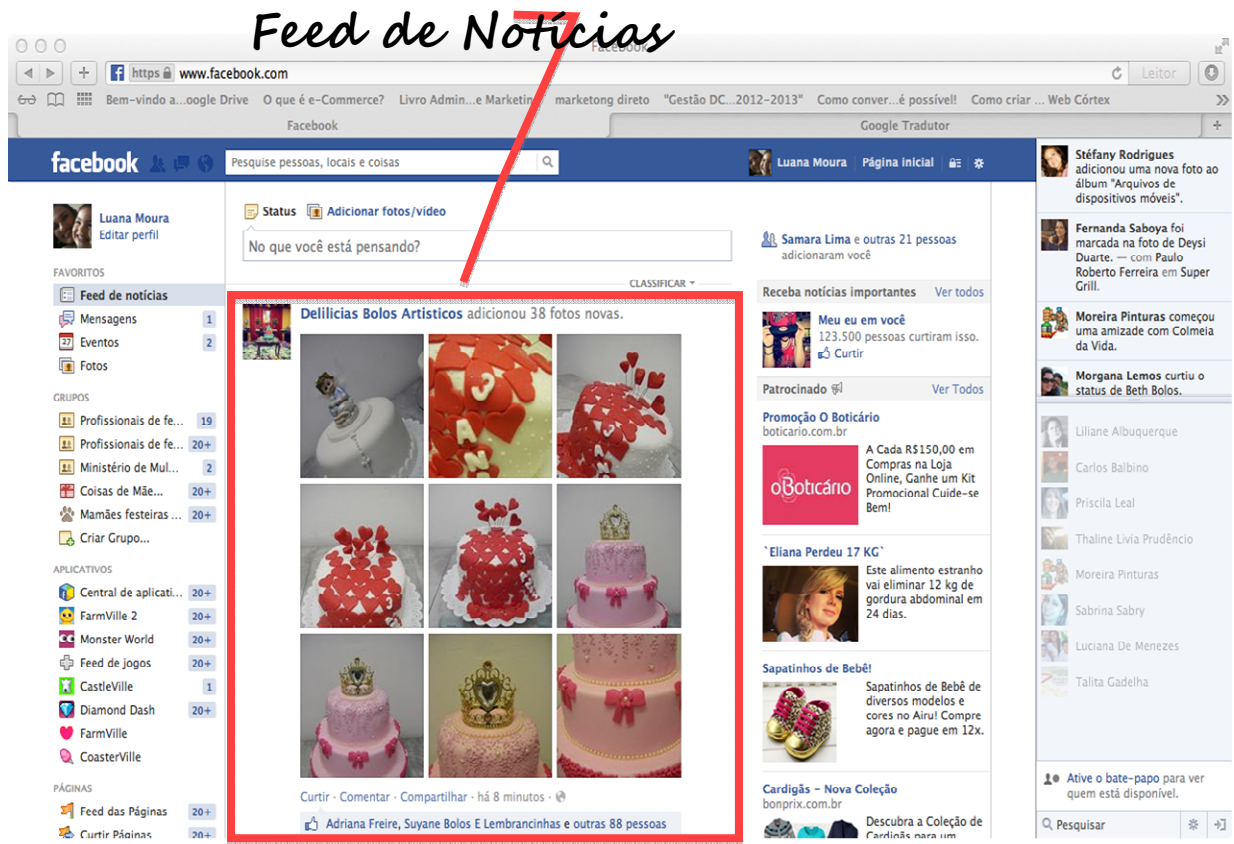 Feed de Notícias
Facebook
https www.facebook.com
Leitor
Bem-vindo a...oogle Drive O que é e-Commerce? Livro Admin...e Marketin marketong direto "Gestão DC...2012-2013" Como conver...é possível! Como criar ... Web Córtex
Facebook
Google Tradutor
facebook
Pesquise pessoas, locais e coisas
Luana Moura Página inicial
Luana Moura
Editar perfil
FAVORITOS
Feed de notícias
Mensagens 1
27 Eventos 2
Fotos
GRUPOS
Profissionais de fe... 19
Profissionais de fe... 20+
Ministério de Mul... 2
Coisas de Mãe... 20+
Mamães festeiras ... 20+
Criar Grupo...
APLICATIVOS
Central de aplicati... 20+
FarmVille 2 20+
Monster World 20+
Feed de jogos 20+
CastleVille 1
Diamond Dash 20+
FarmVille
CoasterVille
PÁGINAS
Feed das Páginas 20+
Curtir Páginas 20+
Status Adicionar fotos/vídeo
No que você está pensando?
CLASSIFICAR
Delilicias Bolos Artisticos adicionou 38 fotos novas.
Curtir · Comentar · Compartilhar · há 8 minutos ·
Adriana Freire, Suyane Bolos E Lembrancinhas e outras 88 pessoas
Samara Lima e outras 21 pessoas
adicionaram você
Receba notícias importantes Ver todos
Meu eu em você
123.500 pessoas curtiram isso.
Curtir
Patrocinado Ver Todos
Promoção O Boticário
boticario.com.br
oBoticário
A Cada R$150,00 em
Compras na Loja
Online, Ganhe um Kit
Promocional Cuide-se
Bem!
`Eliana Perdeu 17 KG`
Este alimento estranho
vai eliminar 12 kg de
gordura abdominal em
24 dias.
Sapatinhos de Bebê!
Sapatinhos de Bebê de
diversos modelos e
cores no Airu! Compre
agora e pague em 12x.
Cardigãs - Nova Coleção
bonprix.com.br
Descubra a Coleção de
Cardigãs para um
Stéfany Rodrigues
adicionou uma nova foto ao
álbum "Arquivos de
dispositivos móveis".
Fernanda Saboya foi
marcada na foto de Deysi
Duarte. — com Paulo
Roberto Ferreira em Super
Grill.
Moreira Pinturas começou
uma amizade com Colmeia
da Vida.
Morgana Lemos curtiu o
status de Beth Bolos.
Liliane Albuquerque
Carlos Balbino
Priscila Leal
Thaline Livia Prudêncio
Moreira Pinturas
Sabrina Sabry
Luciana De Menezes
Talita Gadelha
Ative o bate-papo para ver
quem está disponível.
Pesquisar